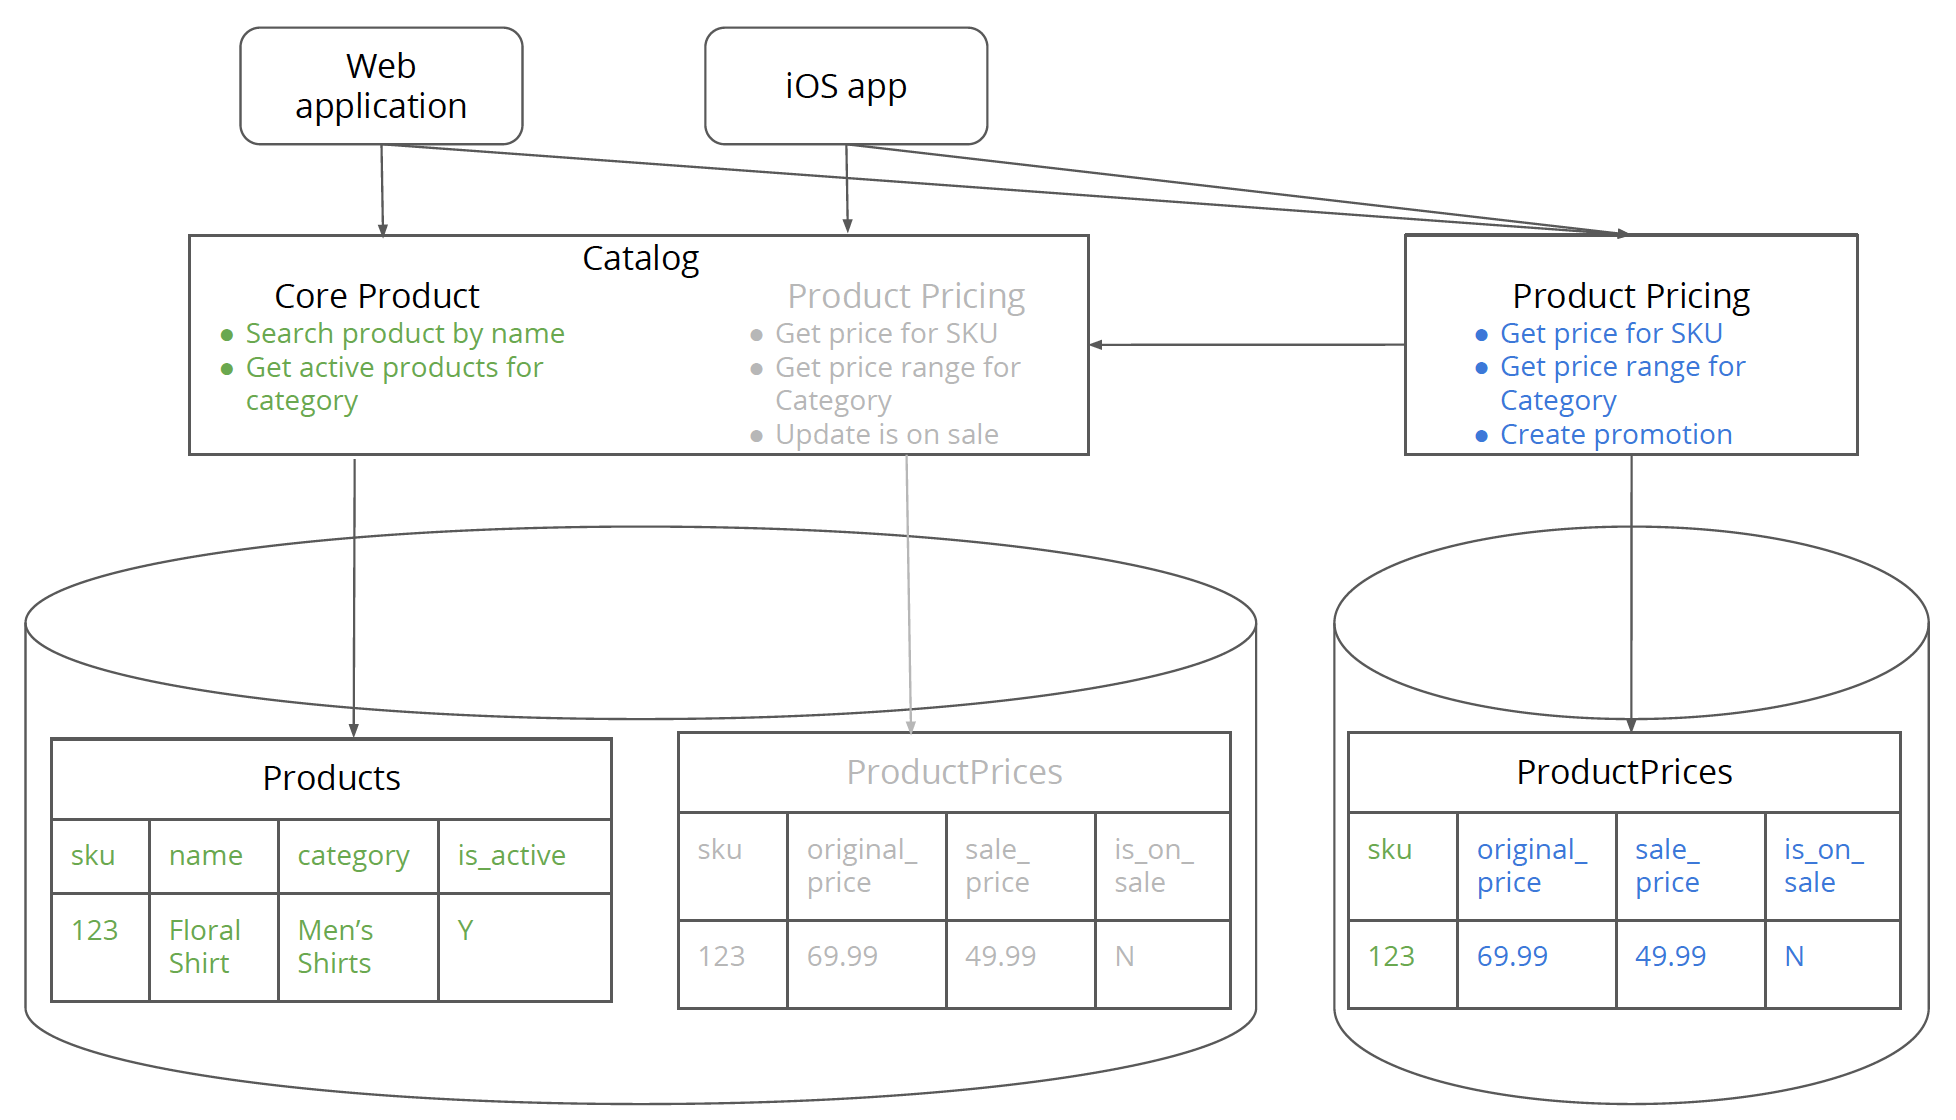 Web
application
iOS app
Catalog
Core Product
● Search product by name
● Get active products for
category
Product Pricing
● Get price for SKU
● Get price range for
Category
● Update is on sale
Product Pricing
● Get price for SKU
● Get price range for
Category
● Create promotion
Products
sku name category is_active
123 Floral Men’s Y
Shirt Shirts
ProductPrices
sku original_ sale_ is_on_
price price sale
123 69.99 49.99 N
ProductPrices
sku original_ sale_ is_on_
price price sale
123 69.99 49.99 N